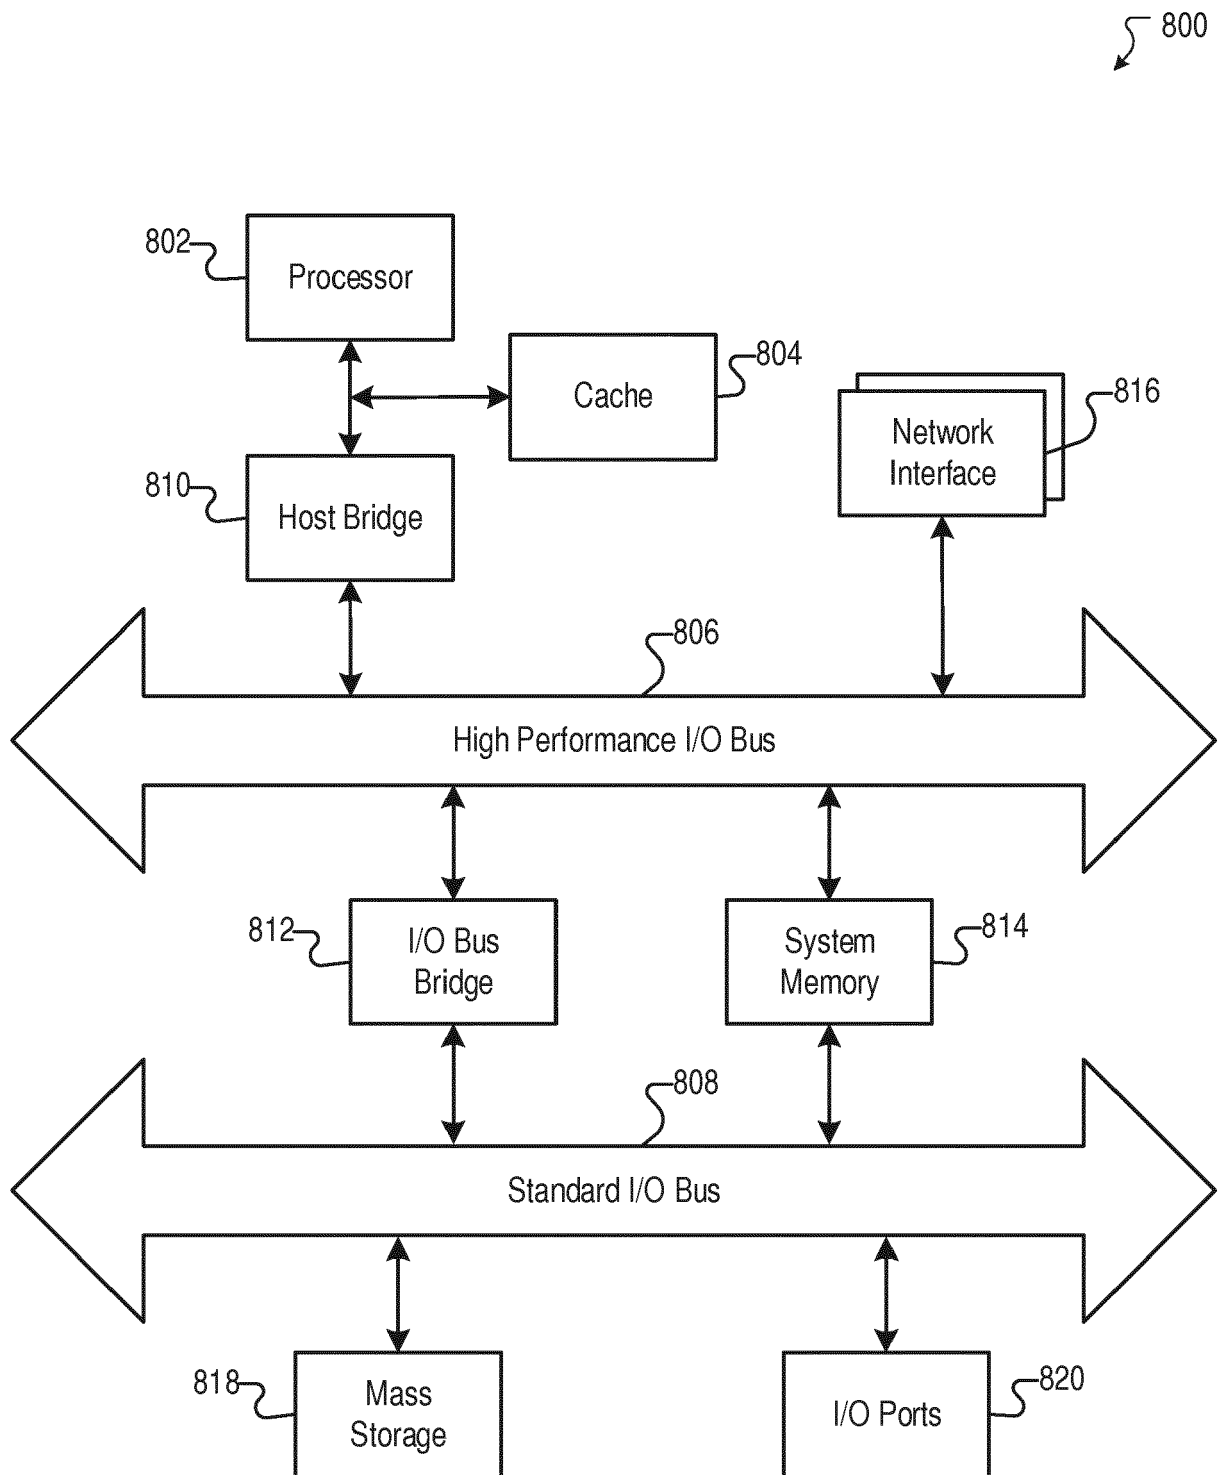 800
802
Processor
804
Cache
816
Network
Interface
810
Host Bridge
806
High Performance I/O Bus
812
I/O Bus
Bridge
814
System
Memory
808
Standard I/O Bus
818
Mass
Storage
820
I/O Ports